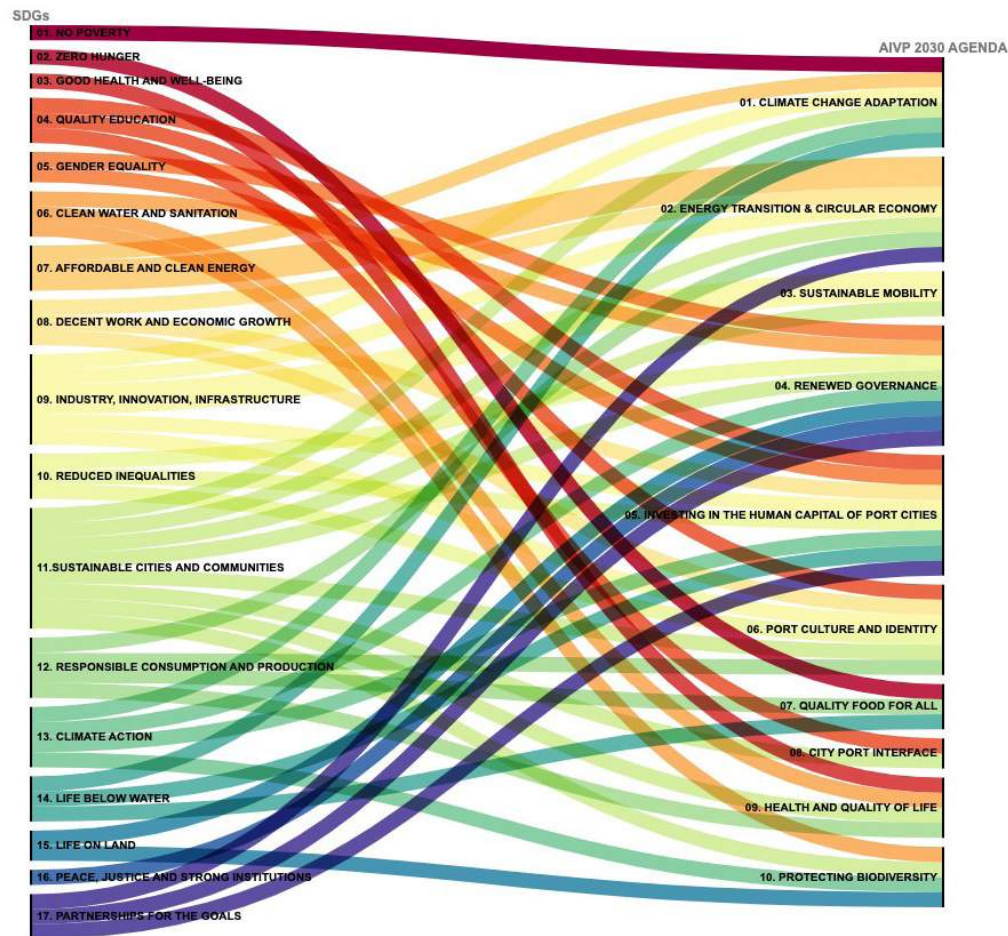 SDGs
01. NO POVERTY
02. ZERO HUNGER
03. GOOD HEALTH AND WELL-BEING
04. QUALITY EDUCATION
05. GENDER EQUALITY
06. CLEAN WATER AND SANITATION
07. AFFORDABLE AND CLEAN ENERGY
08. DECENT WORK AND ECONOMIC GROWTH
09. INDUSTRY, INNOVATION, INFRASTRUCTURE
10. REDUCED INEQUALITIES
11.SUSTAINABLE CITIES AND COMMUNITIES
12. RESPONSIBLE CONSUMPTION AND PRODUCTION
13. CLIMATE ACTION
14. LIFE BELOW WATER
15. LIFE ON LAND
16. PEACE, JUSTICE AND STRONG INSTITUTIONS
17. PARTNERSHIPS FOR THE GOALS
AIVP 2030 AGENDA
01. CLIMATE CHANGE ADAPTATION
02. ENERGY TRANSITION & CIRCULAR ECONOMY
03. SUSTAINABLE MOBILITY
04. RENEWED GOVERNANCE
05. INVESTING IN THE HUMAN CAPITAL OF PORT CITIES
06. PORT CULTURE AND IDENTITY
07. QUALITY FOOD FOR ALL
08. CITY PORT INTERFACE
09. HEALTH AND QUALITY OF LIFE
10. PROTECTING BIODIVERSITY